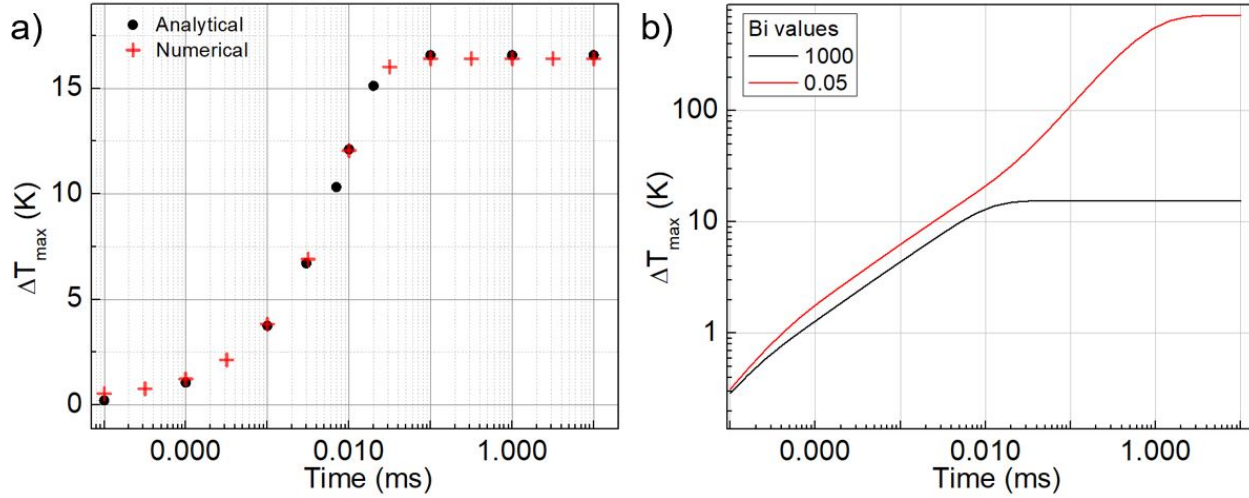 a)
Analytical
Numerical
ΔT_max (K)
15
10
5
0
0.000
0.010
1.000
Time (ms)
b)
Bi values
1000
0.05
ΔT_max (K)
100
10
1
0.000
0.010
1.000
Time (ms)